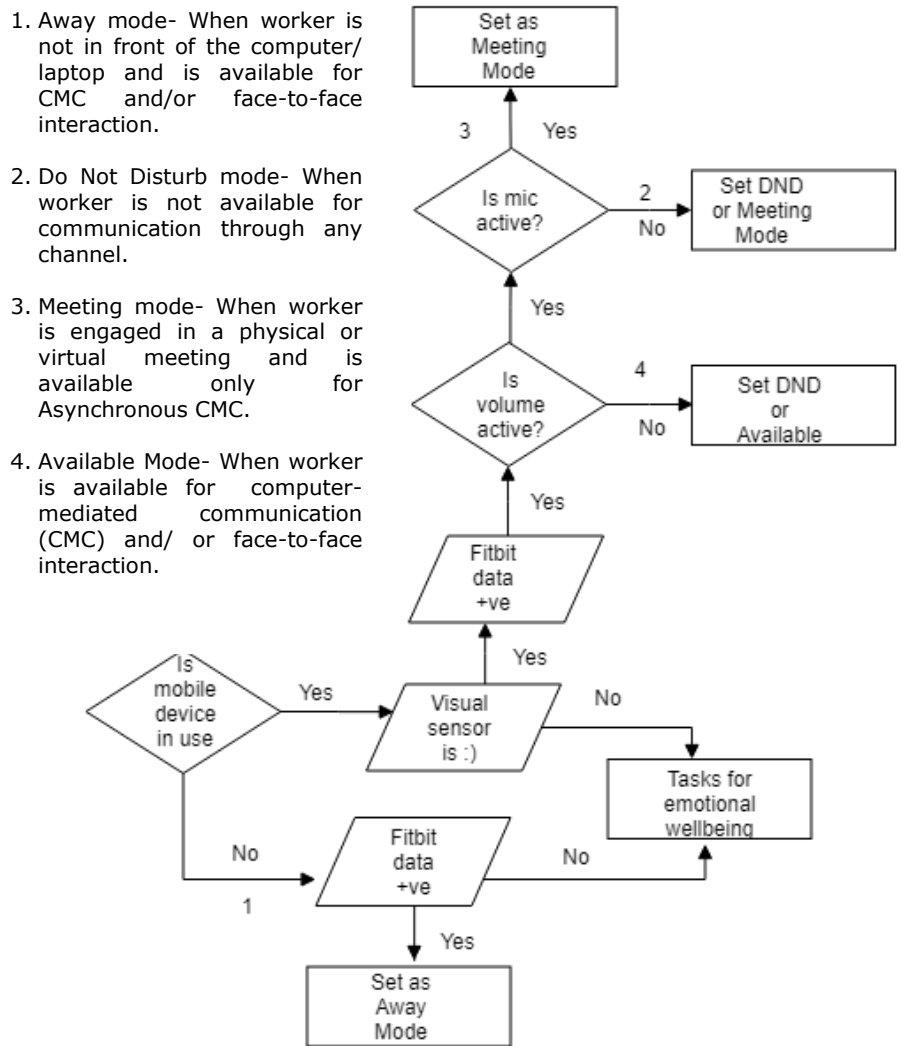 1. Away mode- When worker is
not in front of the computer/
laptop and is available for
CMC and/or face-to-face
interaction.
2. Do Not Disturb mode- When
worker is not available for
communication through any
channel.
3. Meeting mode- When worker
is engaged in a physical or
virtual meeting and is
available only for
Asynchronous CMC.
4. Available Mode- When worker
is available for computer-
mediated communication
(CMC) and/ or face-to-face
interaction.
Set as
Meeting
Mode
3
Yes
Is mic
active?
2
No
Set DND
or Meeting
Mode
Yes
Is
volume
active?
4
No
Set DND
or
Available
Yes
Fitbit
data
+ve
Yes
Is
mobile
device
in use
Yes
Visual
sensor
is :)
No
Tasks for
emotional
wellbeing
No
1
Fitbit
data
+ve
No
Yes
Set as
Away
Mode